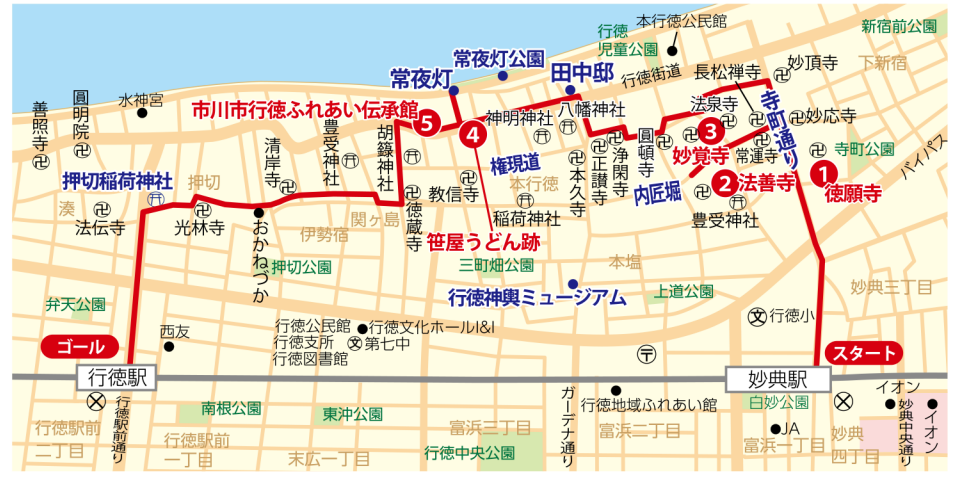 本行徳公民館
新宿前公園
行徳
児童公園
常夜灯公園
常夜灯
田中邸
行徳街道
長松禅寺
妙頂寺
下新宿
善照寺
圓明院
水神宮
市川市行徳ふれあい伝承館
5
4
神明神社
八幡神社
法泉寺
3
寺町通り
妙応寺
清岸寺
豊受神社
胡籙神社
権現道
圓頓寺
浄閑寺
正讃寺
本久寺
妙覚寺
常運寺
寺町公園
バイパス
押切稲荷神社
押切
教信寺
本行徳
内匠堀
2
法善寺
1
徳願寺
湊
法伝寺
光林寺
おかねづか
関ヶ島
徳蔵寺
稲荷神社
豊受神社
伊勢宿
笹屋うどん跡
押切公園
三町畑公園
本塩
行徳神輿ミュージアム
上道公園
妙典三丁目
弁天公園
西友
行徳公民館
行徳支所
行徳図書館
行徳文化ホールI&I
文
第七中
文
行徳小
〒
ゴール
スタート
行徳駅
妙典駅
行徳駅前通り
南根公園
東沖公園
ガーデナ通り
行徳地域ふれあい館
白妙公園
イオン
妙典中央通り
イオン
行徳駅前
二丁目
行徳駅前
一丁目
末広一丁目
富浜三丁目
行徳中央公園
富浜二丁目
JA
富浜一丁目
妙典
四丁目